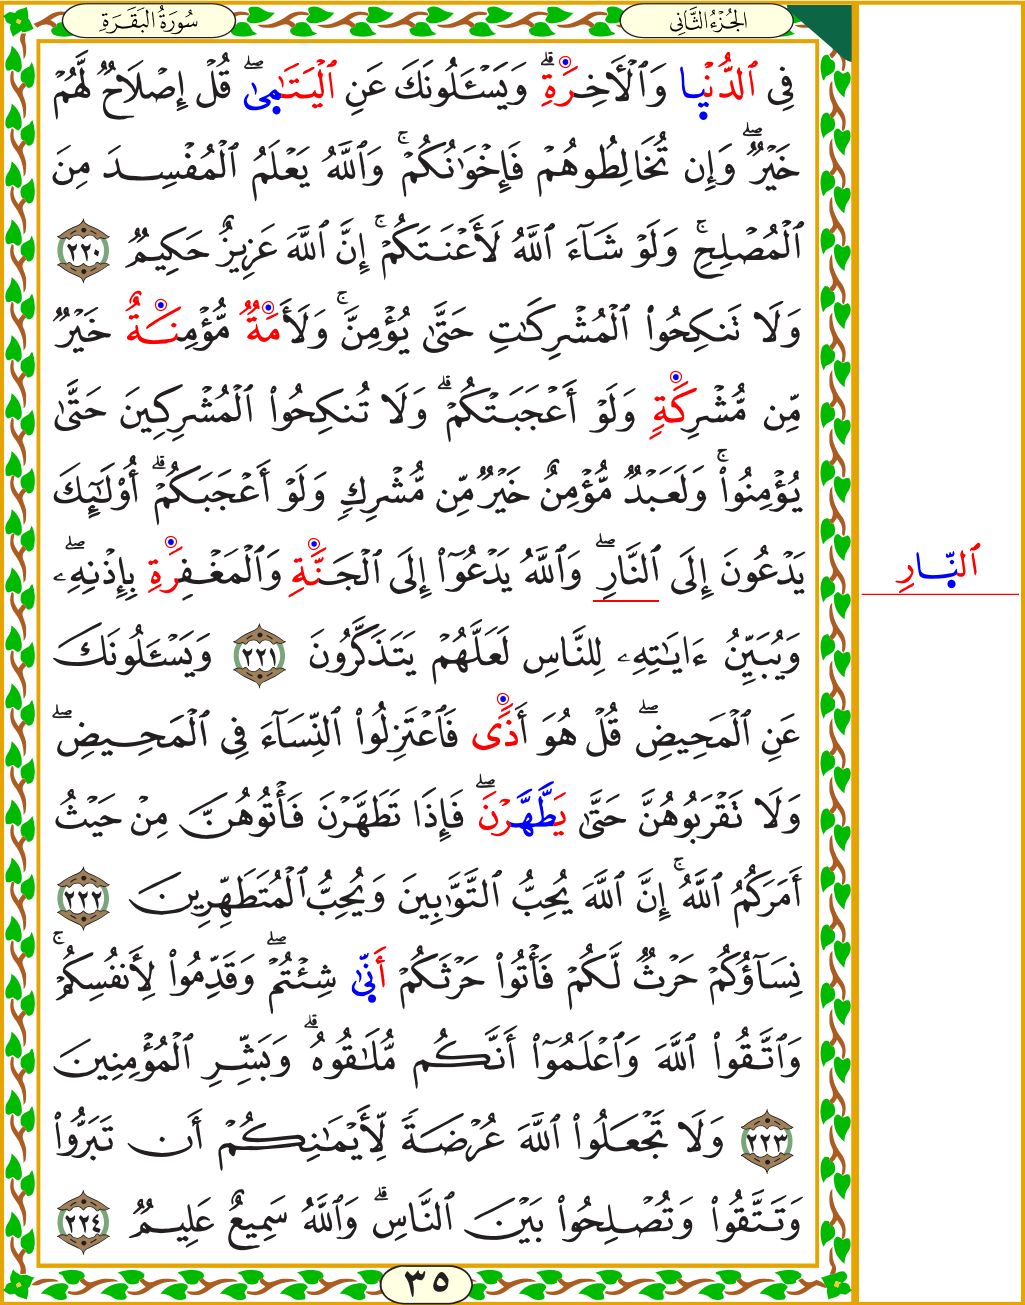 الجُزْءُ الثَّانِي
سُورَةُ البَقَرَةِ
فِي ٱلدُّنۡيَا وَٱلۡأٓخِرَةِۗ وَيَسۡـَٔلُونَكَ عَنِ ٱلۡيَتَٰمَىٰۖ قُلۡ إِصۡلَاحٞ لَّهُمۡ
خَيۡرٞۖ وَإِن تُخَالِطُوهُمۡ فَإِخۡوَٰنُكُمۡۚ وَٱللَّهُ يَعۡلَمُ ٱلۡمُفۡسِدَ مِنَ
ٱلۡمُصۡلِحِۚ وَلَوۡ شَآءَ ٱللَّهُ لَأَعۡنَتَكُمۡۚ إِنَّ ٱللَّهَ عَزِيزٌ حَكِيمٞ ٢٢٠
وَلَا تَنكِحُواْ ٱلۡمُشۡرِكَٰتِ حَتَّىٰ يُؤۡمِنَّۚ وَلَأَمَةٞ مُّؤۡمِنَةٌ خَيۡرٞ
مِّن مُّشۡرِكَةٖ وَلَوۡ أَعۡجَبَتۡكُمۡۗ وَلَا تُنكِحُواْ ٱلۡمُشۡرِكِينَ حَتَّىٰ
يُؤۡمِنُواْۚ وَلَعَبۡدٞ مُّؤۡمِنٌ خَيۡرٞ مِّن مُّشۡرِكٖ وَلَوۡ أَعۡجَبَكُمۡۗ أُوْلَٰٓئِكَ
يَدۡعُونَ إِلَى ٱلنَّارِۖ وَٱللَّهُ يَدۡعُوٓاْ إِلَى ٱلۡجَنَّةِ وَٱلۡمَغۡفِرَةِ بِإِذۡنِهِۦۖ
ٱلنَّارِ
وَيُبَيِّنُ ءَايَٰتِهِۦ لِلنَّاسِ لَعَلَّهُمۡ يَتَذَكَّرُونَ ٢٢١ وَيَسۡـَٔلُونَكَ
عَنِ ٱلۡمَحِيضِۖ قُلۡ هُوَ أَذٗى فَٱعۡتَزِلُواْ ٱلنِّسَآءَ فِي ٱلۡمَحِيضِۖ
وَلَا تَقۡرَبُوهُنَّ حَتَّىٰ يَطَّهَّرۡنَۖ فَإِذَا تَطَهَّرۡنَ فَأۡتُوهُنَّ مِنۡ حَيۡثُ
أَمَرَكُمُ ٱللَّهُۚ إِنَّ ٱللَّهَ يُحِبُّ ٱلتَّوَّٰبِينَ وَيُحِبُّ ٱلۡمُتَطَهِّرِينَ ٢٢٢
نِسَآؤُكُمۡ حَرۡثٞ لَّكُمۡ فَأۡتُواْ حَرۡثَكُمۡ أَنَّىٰ شِئۡتُمۡۖ وَقَدِّمُواْ لِأَنفُسِكُمۡۚ
وَٱتَّقُواْ ٱللَّهَ وَٱعۡلَمُوٓاْ أَنَّكُم مُّلَٰقُوهُۗ وَبَشِّرِ ٱلۡمُؤۡمِنِينَ
٢٢٣ وَلَا تَجۡعَلُواْ ٱللَّهَ عُرۡضَةٗ لِّأَيۡمَٰنِكُمۡ أَن تَبَرُّواْ
وَتَتَّقُواْ وَتُصۡلِحُواْ بَيۡنَ ٱلنَّاسِۗ وَٱللَّهُ سَمِيعٌ عَلِيمٞ ٢٢٤
٣٥